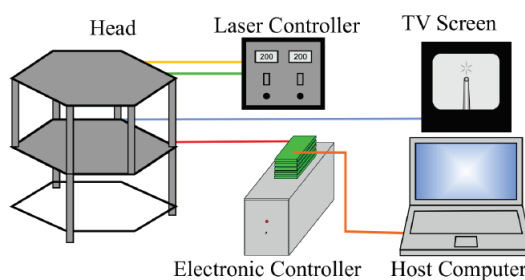 Head
Laser Controller
TV Screen
200 200
Electronic Controller
Host Computer